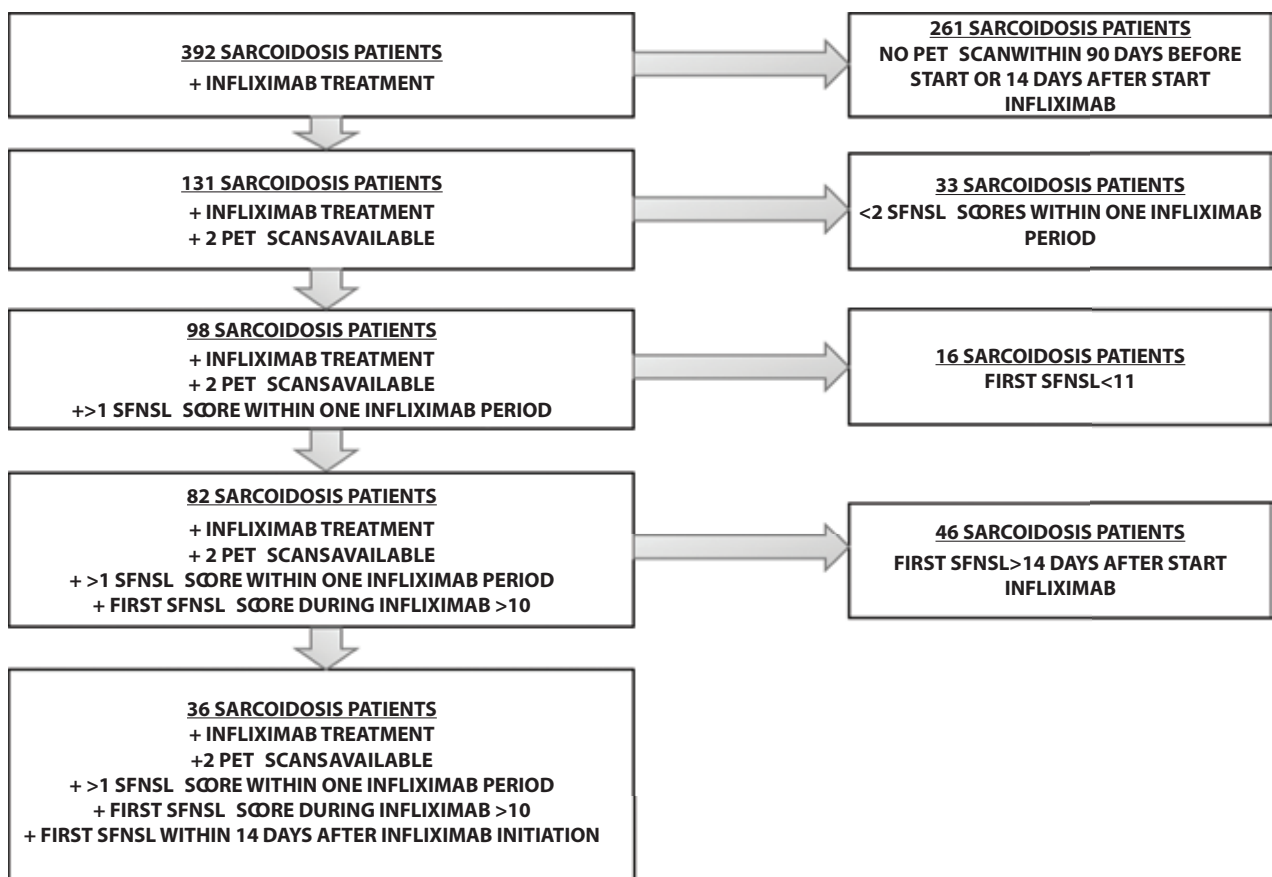 392 SARCOIDOSIS PATIENTS
+ INFLIXIMAB TREATMENT
261 SARCOIDOSIS PATIENTS
NO PET SCANWITHIN 90 DAYS BEFORE
START OR 14 DAYS AFTER START
INFLIXIMAB
131 SARCOIDOSIS PATIENTS
+ INFLIXIMAB TREATMENT
+ 2 PET SCANSAVAILABLE
33 SARCOIDOSIS PATIENTS
<2 SFNSL SCORES WITHIN ONE INFLIXIMAB
PERIOD
98 SARCOIDOSIS PATIENTS
+ INFLIXIMAB TREATMENT
+ 2 PET SCANSAVAILABLE
+>1 SFNSL SCORE WITHIN ONE INFLIXIMAB PERIOD
16 SARCOIDOSIS PATIENTS
FIRST SFNSL<11
82 SARCOIDOSIS PATIENTS
+ INFLIXIMAB TREATMENT
+ 2 PET SCANSAVAILABLE
+ >1 SFNSL SCORE WITHIN ONE INFLIXIMAB PERIOD
+ FIRST SFNSL SCORE DURING INFLIXIMAB >10
46 SARCOIDOSIS PATIENTS
FIRST SFNSL>14 DAYS AFTER START
INFLIXIMAB
36 SARCOIDOSIS PATIENTS
+ INFLIXIMAB TREATMENT
+2 PET SCANSAVAILABLE
+ >1 SFNSL SCORE WITHIN ONE INFLIXIMAB PERIOD
+ FIRST SFNSL SCORE DURING INFLIXIMAB >10
+ FIRST SFNSL WITHIN 14 DAYS AFTER INFLIXIMAB INITIATION